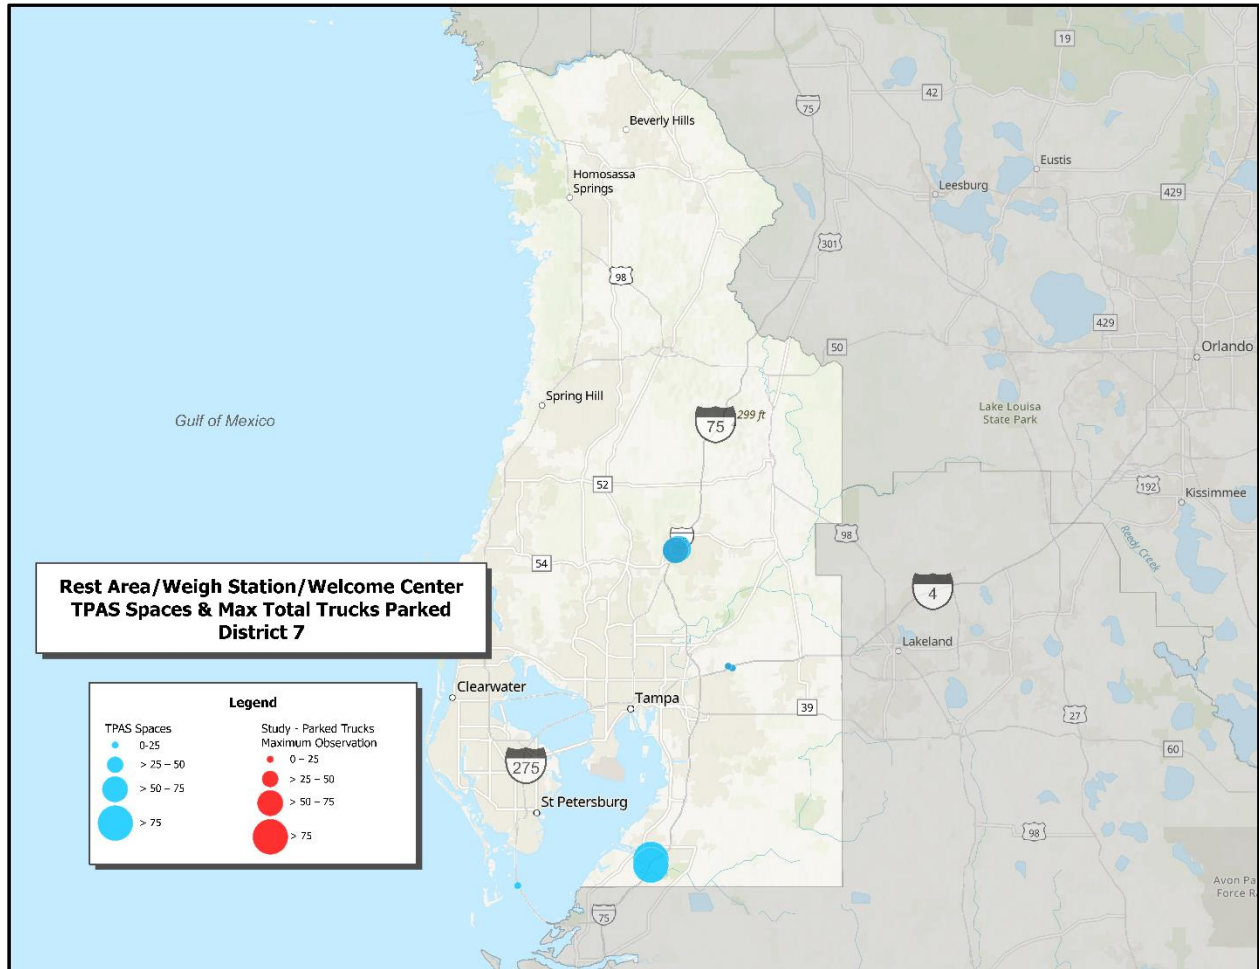 19
42
75
Beverly Hills
Eustis
Homosassa
Springs
Leesburg
429
301
98
429
50
Orlando
Spring Hill
299 ft
75
Gulf of Mexico
Lake Louisa
State Park
52
192
Kissimmee
98
Reedy Creek
54
Rest Area/Weigh Station/Welcome Center
TPAS Spaces & Max Total Trucks Parked
District 7
4
Lakeland
Clearwater
Tampa
39
27
60
275
St Petersburg
Legend
TPAS Spaces
0-25
> 25 – 50
> 50 – 75
> 75
Study - Parked Trucks
Maximum Observation
0 – 25
> 25 – 50
> 50 – 75
> 75
98
Avon Pa
Force Ra
75